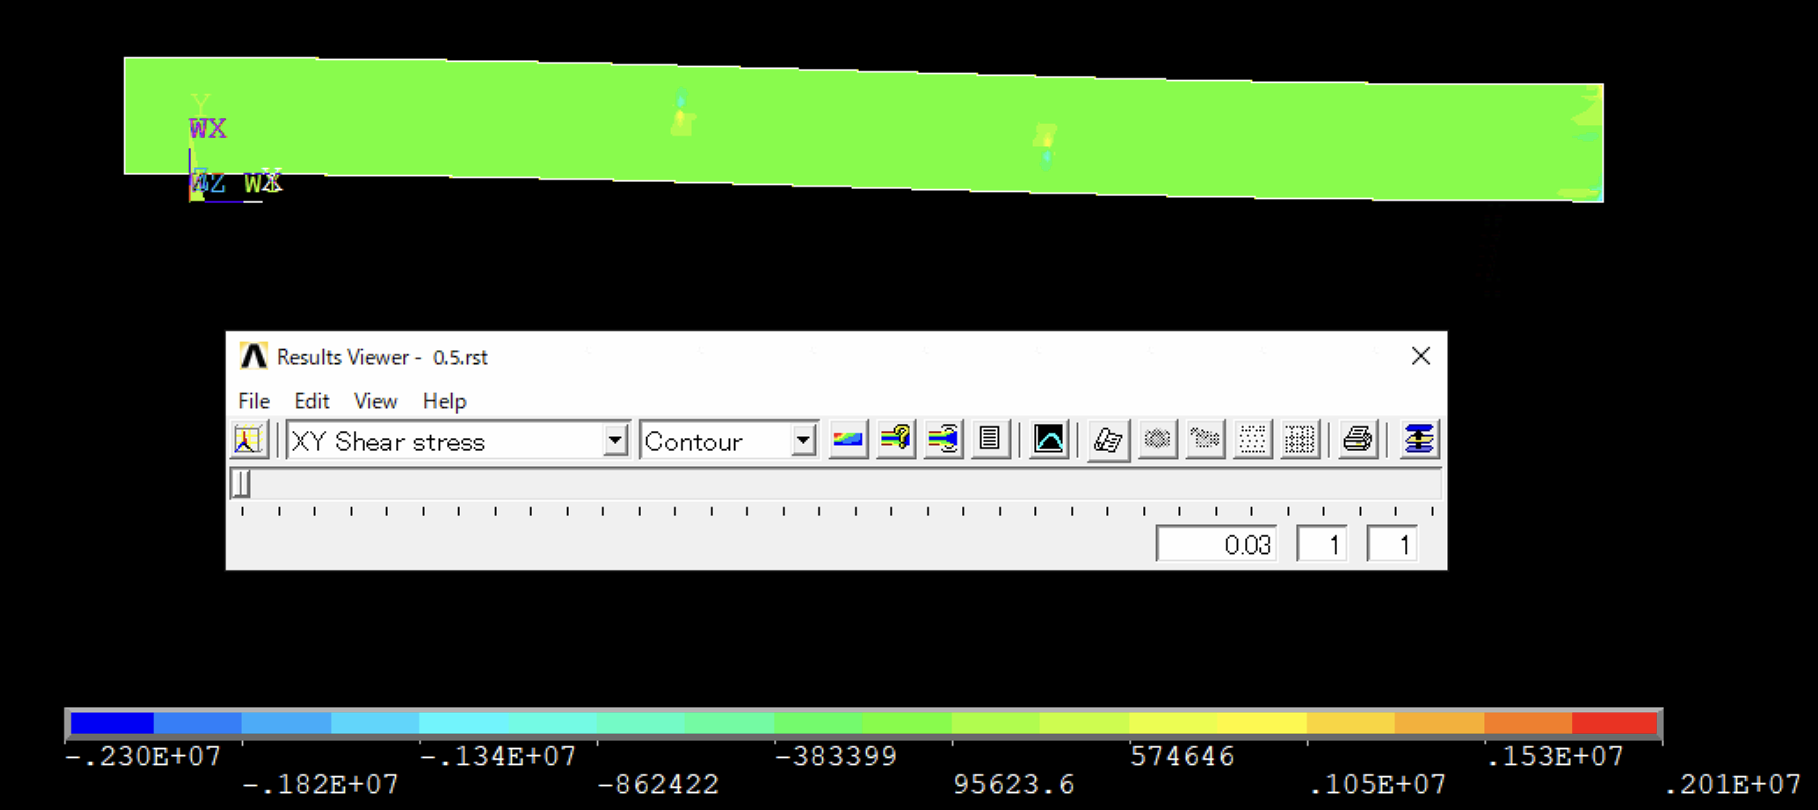 Y
WX
WZ WX
Results Viewer - 0.5.rst
File Edit View Help
XY Shear stress Contour
0.03 1 1
-.230E+07 -.134E+07 -383399 574646 .153E+07
-.182E+07 -862422 95623.6 .105E+07 .201E+07